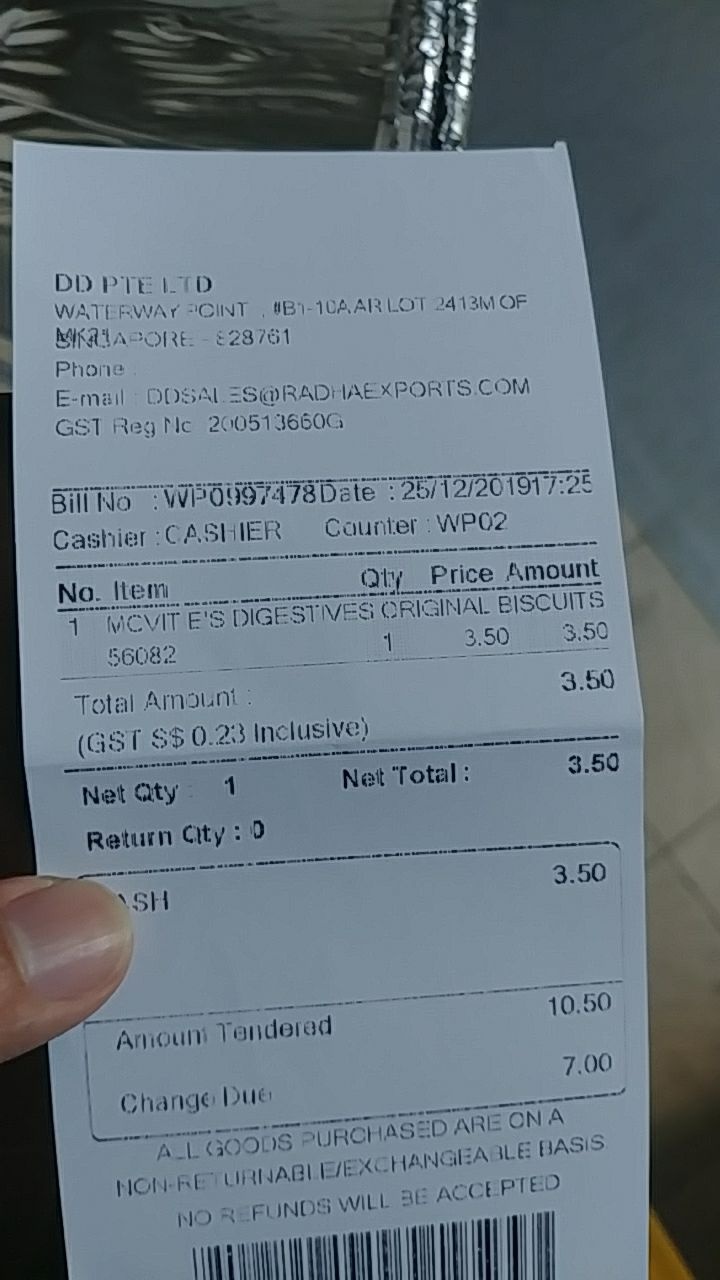 DD PTE LTD
WATERWAY POINT , #B1-10A AR LOT 2413M OF
MK21
SINGAPORE - 828761
Phone :
E-mail : DDSALES@RADHAEXPORTS.COM
GST Reg No 200513660G
Bill No : WP0997478 Date : 25/12/2019 17:25
Cashier : CASHIER Counter : WP02
No. Item Qty Price Amount
1 MCVIT E'S DIGESTIVES ORIGINAL BISCUITS
56082 1 3.50 3.50
Total Amount : 3.50
(GST S$ 0.23 Inclusive)
Net Qty : 1 Net Total : 3.50
Return Qty : 0
ASH 3.50
Amount Tendered 10.50
Change Due 7.00
ALL GOODS PURCHASED ARE ON A
NON-RETURNABLE/EXCHANGEABLE BASIS
NO REFUNDS WILL BE ACCEPTED